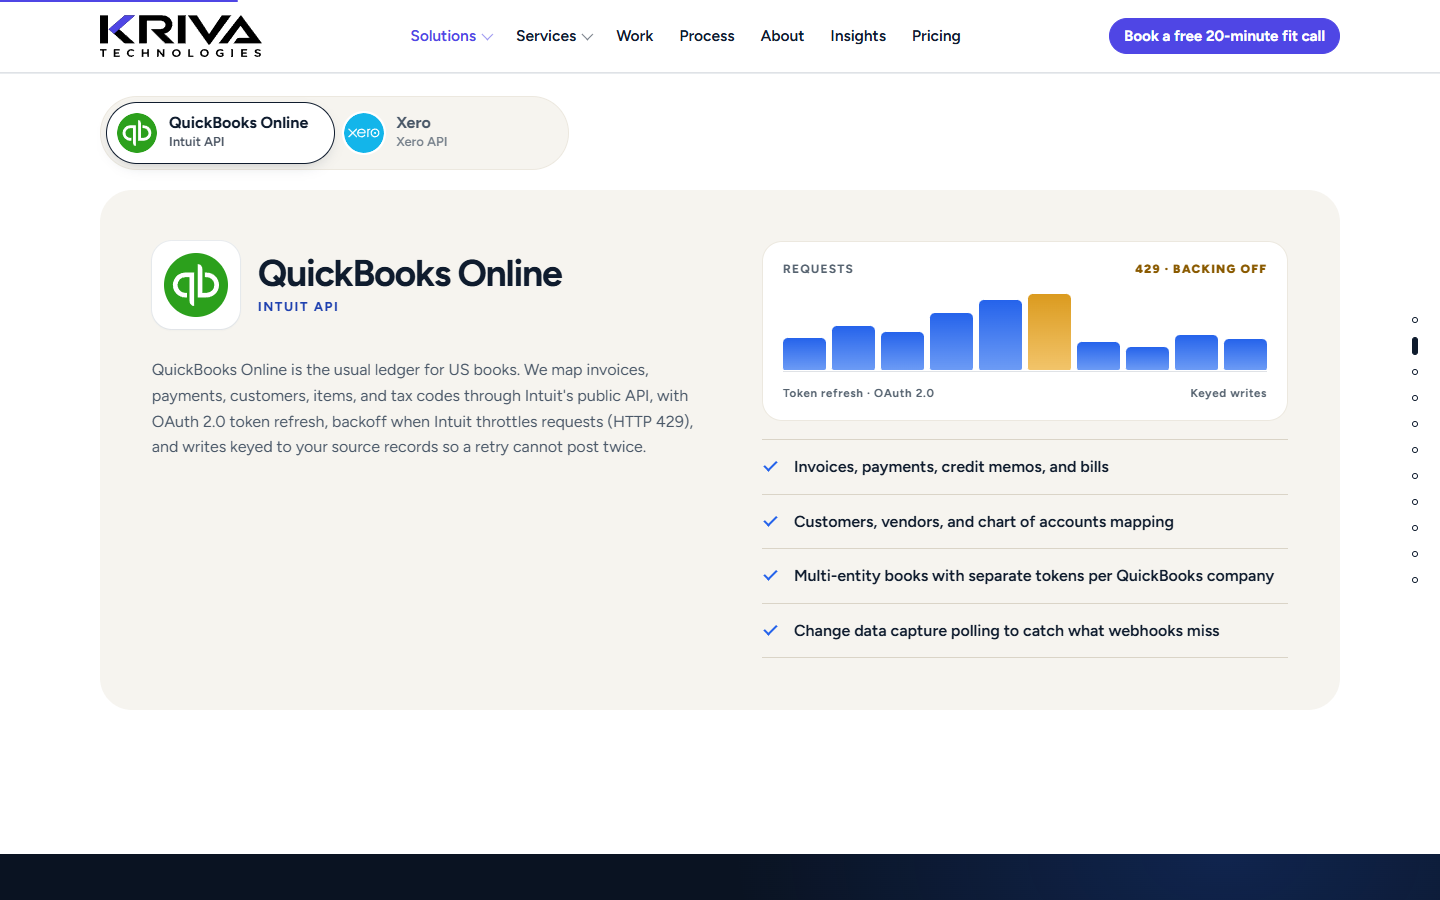 KRIVA
TECHNOLOGIES
Solutions
Services
Work
Process
About
Insights
Pricing
Book a free 20-minute fit call
qb
QuickBooks Online
Intuit API
xero
Xero
Xero API
qb
QuickBooks Online
INTUIT API
QuickBooks Online is the usual ledger for US books. We map invoices,
payments, customers, items, and tax codes through Intuit's public API, with
OAuth 2.0 token refresh, backoff when Intuit throttles requests (HTTP 429),
and writes keyed to your source records so a retry cannot post twice.
REQUESTS
429 · BACKING OFF
Token refresh · OAuth 2.0
Keyed writes
Invoices, payments, credit memos, and bills
Customers, vendors, and chart of accounts mapping
Multi-entity books with separate tokens per QuickBooks company
Change data capture polling to catch what webhooks miss